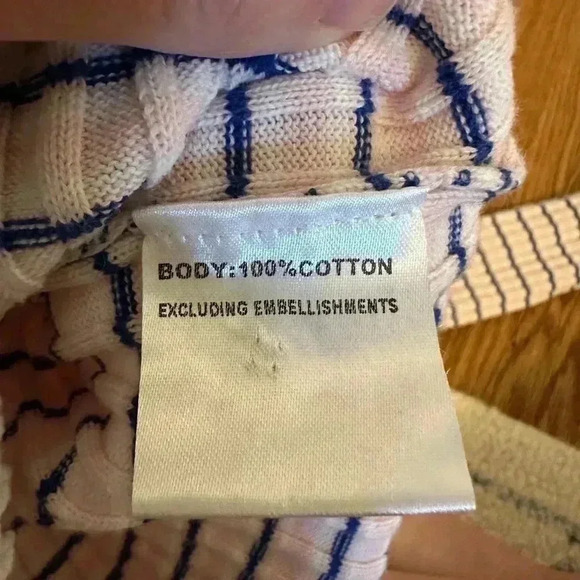 BODY:100%COTTON
EXCLUDING EMBELLISHMENTS